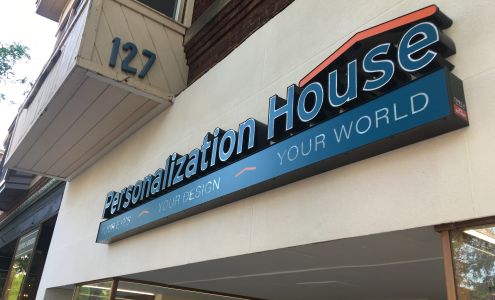 127
Personalization House
YOUR DESIGN YOUR WORLD